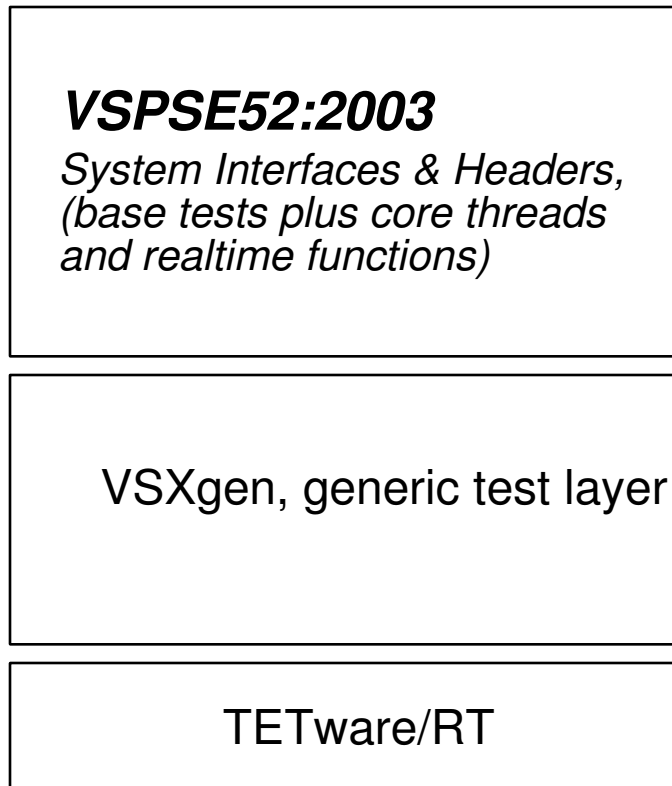 VSPSE52:2003
System Interfaces & Headers,
(base tests plus core threads
and realtime functions)
VSXgen, generic test layer
TETware/RT